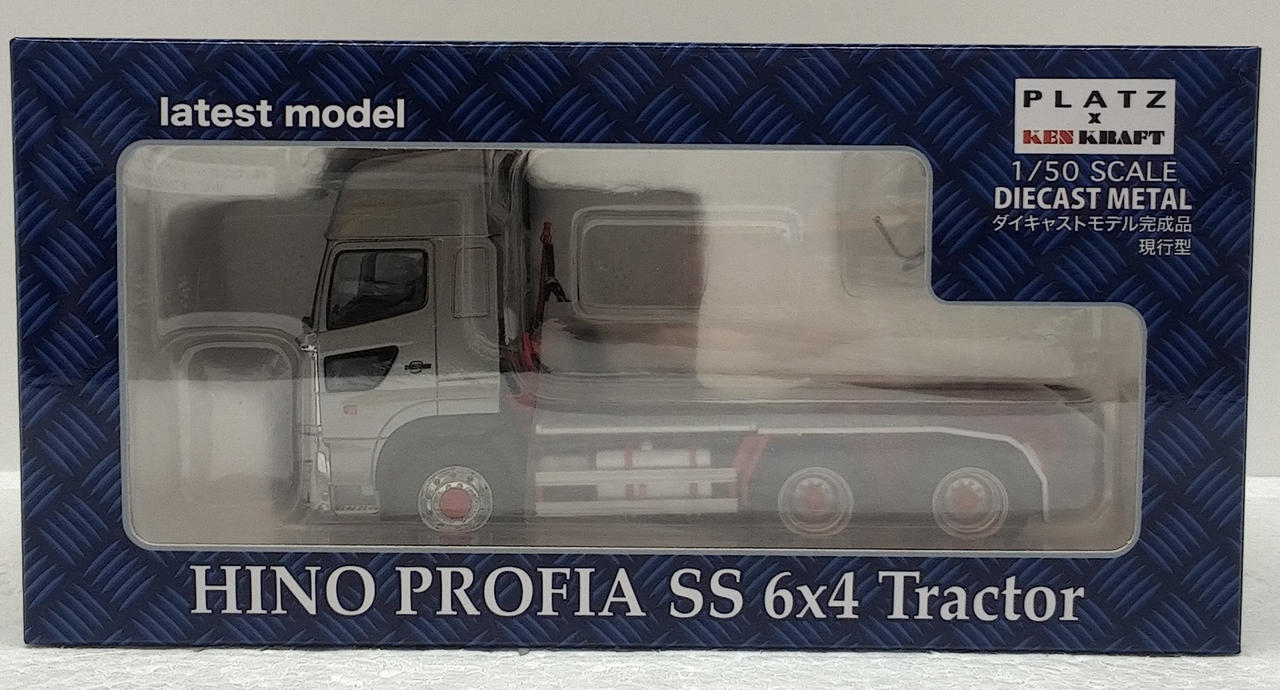 latest model
PLATZ
x
KEN KRAFT
1/50 SCALE
DIECAST METAL
ダイキャストモデル完成品
現行型
HINO PROFIA SS 6x4 Tractor